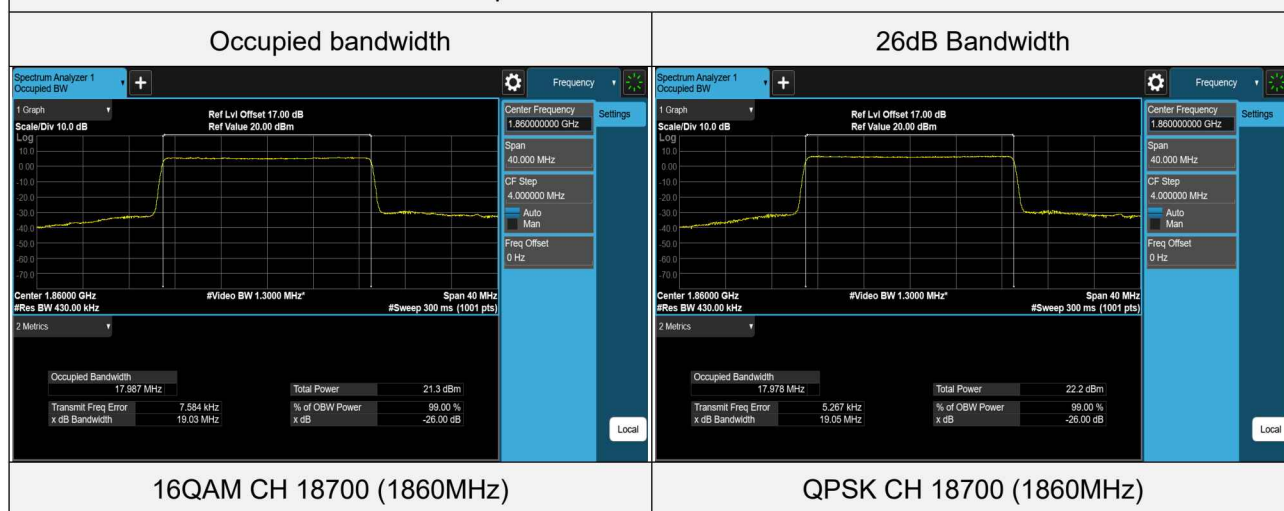 Occupied bandwidth
26dB Bandwidth
Spectrum Analyzer 1
Occupied BW
+
Frequency
1 Graph
Scale/Div 10.0 dB
Ref Lvl Offset 17.00 dB
Ref Value 20.00 dBm
Log
10.0
0.00
-10.0
-20.0
-30.0
-40.0
-50.0
-60.0
-70.0
Center 1.86000 GHz
#Res BW 430.00 kHz
#Video BW 1.3000 MHz*
Span 40 MHz
#Sweep 300 ms (1001 pts)
Center Frequency
1.860000000 GHz
Settings
Span
40.000 MHz
CF Step
4.000000 MHz
Auto
Man
Freq Offset
0 Hz
Local
2 Metrics
Occupied Bandwidth
17.987 MHz
Total Power 21.3 dBm
Transmit Freq Error 7.584 kHz
% of OBW Power 99.00 %
x dB Bandwidth 19.03 MHz
x dB -26.00 dB
Spectrum Analyzer 1
Occupied BW
+
Frequency
1 Graph
Scale/Div 10.0 dB
Ref Lvl Offset 17.00 dB
Ref Value 20.00 dBm
Log
10.0
0.00
-10.0
-20.0
-30.0
-40.0
-50.0
-60.0
-70.0
Center 1.86000 GHz
#Res BW 430.00 kHz
#Video BW 1.3000 MHz*
Span 40 MHz
#Sweep 300 ms (1001 pts)
Center Frequency
1.860000000 GHz
Settings
Span
40.000 MHz
CF Step
4.000000 MHz
Auto
Man
Freq Offset
0 Hz
Local
2 Metrics
Occupied Bandwidth
17.978 MHz
Total Power 22.2 dBm
Transmit Freq Error 5.267 kHz
% of OBW Power 99.00 %
x dB Bandwidth 19.05 MHz
x dB -26.00 dB
16QAM CH 18700 (1860MHz)
QPSK CH 18700 (1860MHz)